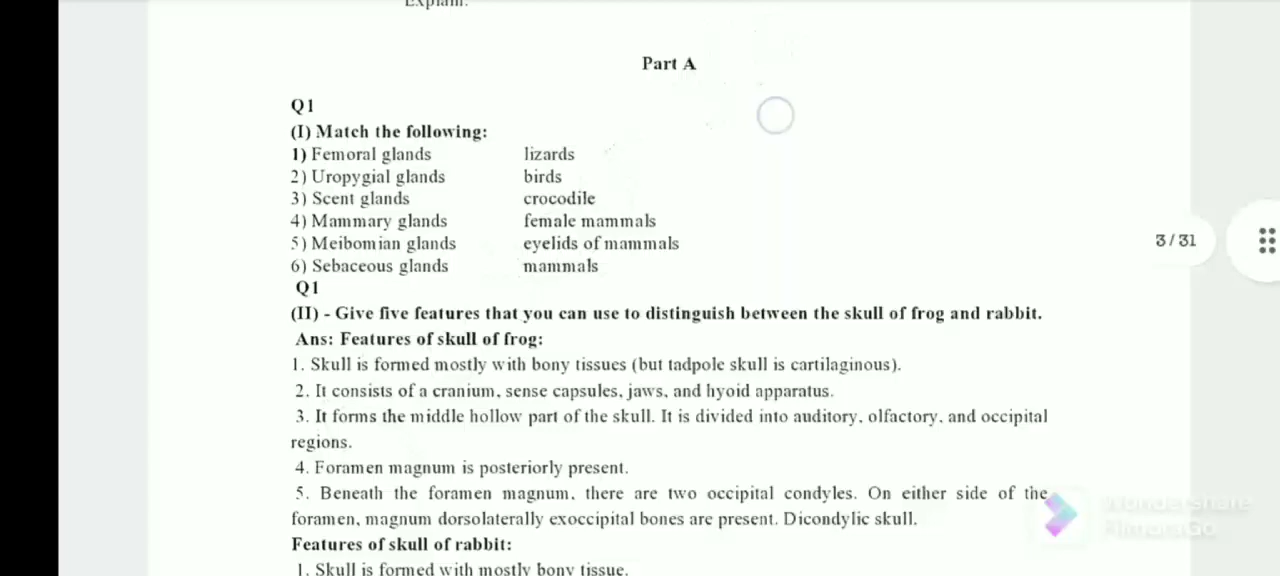 Explain.
Part A
Q1
(I) Match the following:
1) Femoral glands lizards
2) Uropygial glands birds
3) Scent glands crocodile
4) Mammary glands female mammals
5) Meibomian glands eyelids of mammals
6) Sebaceous glands mammals
Q1
(II) - Give five features that you can use to distinguish between the skull of frog and rabbit.
Ans: Features of skull of frog:
1. Skull is formed mostly with bony tissues (but tadpole skull is cartilaginous).
2. It consists of a cranium, sense capsules, jaws, and hyoid apparatus.
3. It forms the middle hollow part of the skull. It is divided into auditory, olfactory, and occipital
regions.
4. Foramen magnum is posteriorly present.
5. Beneath the foramen magnum, there are two occipital condyles. On either side of the
foramen, magnum dorsolaterally exoccipital bones are present. Dicondylic skull.
Features of skull of rabbit:
1. Skull is formed with mostly bony tissue.
3/31
Wondershare
FilmoraGo